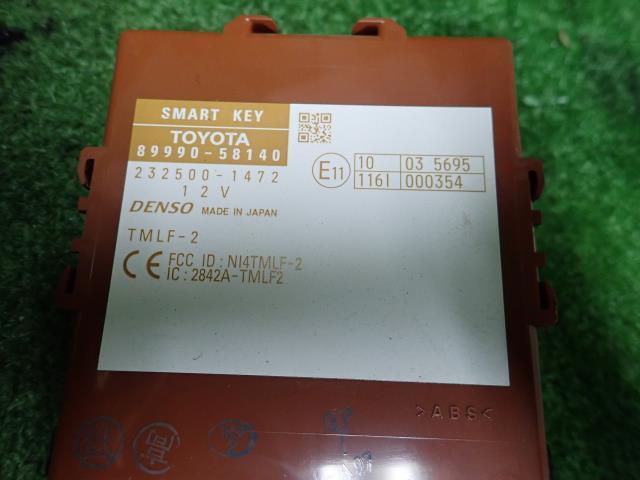 SMART KEY
TOYOTA
89990-58140
232500-1472
12V
DENSO MADE IN JAPAN
TMLF-2
CE FCC ID : NI4TMLF-2
IC : 2842A-TMLF2
E11
10 03 5695
116I 000354
>ABS<